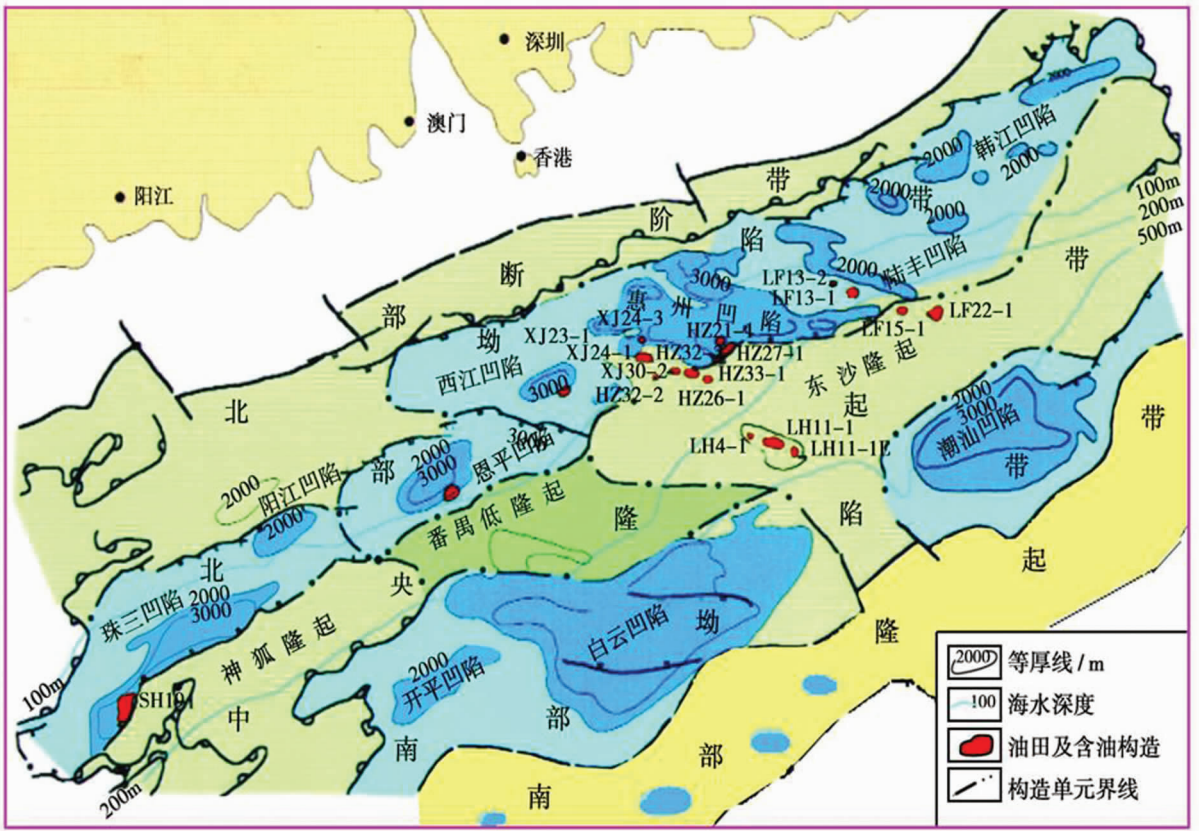 深圳
澳门
香港
阳江
韩江凹陷
2000
2000
2000
2000
2000
带
带
100m
200m
500m
阶
陷
陆丰凹陷
2000
带
断
3000
LF13-2
LF13-1
LF22-1
LF15-1
部
惠州凹陷
XJ24-3
坳
XJ23-1
HZ21-1
XJ24-1
HZ27-1
西江凹陷
XJ30-2
HZ33-1
东沙隆起
3000
HZ32-2
HZ26-1
起
2000
3000
潮汕凹陷
带
带
北
LH11-1
LH4-1
LH11-1E
恩平凹陷
部
2000
3000
2000
阳江凹陷
2000
番禺低隆起
隆
陷
起
北
央
珠三凹陷
2000
3000
白云凹陷
坳
隆
神狐隆起
2000
开平凹陷
100m
中
部
南
部
200m
南
2000
等厚线/m
100
海水深度
油田及含油构造
构造单元界线